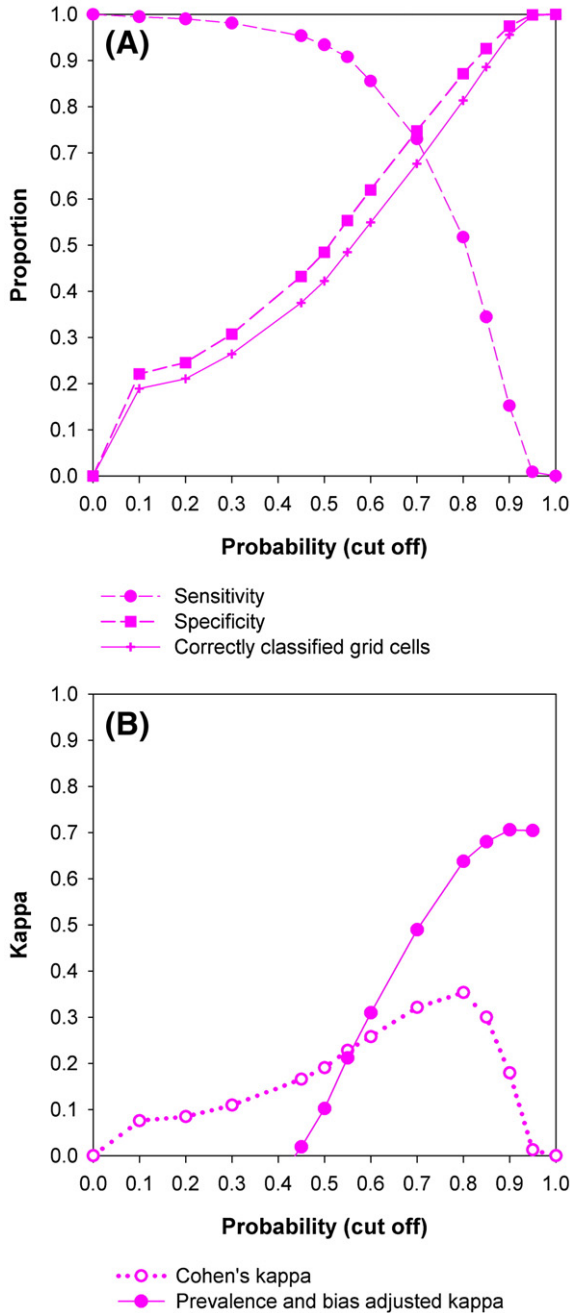 (A)
Proportion
1.0
0.9
0.8
0.7
0.6
0.5
0.4
0.3
0.2
0.1
0.0
0.0 0.1 0.2 0.3 0.4 0.5 0.6 0.7 0.8 0.9 1.0
Probability (cut off)
Sensitivity
Specificity
Correctly classified grid cells
(B)
Kappa
1.0
0.9
0.8
0.7
0.6
0.5
0.4
0.3
0.2
0.1
0.0
0.0 0.1 0.2 0.3 0.4 0.5 0.6 0.7 0.8 0.9 1.0
Probability (cut off)
Cohen's kappa
Prevalence and bias adjusted kappa